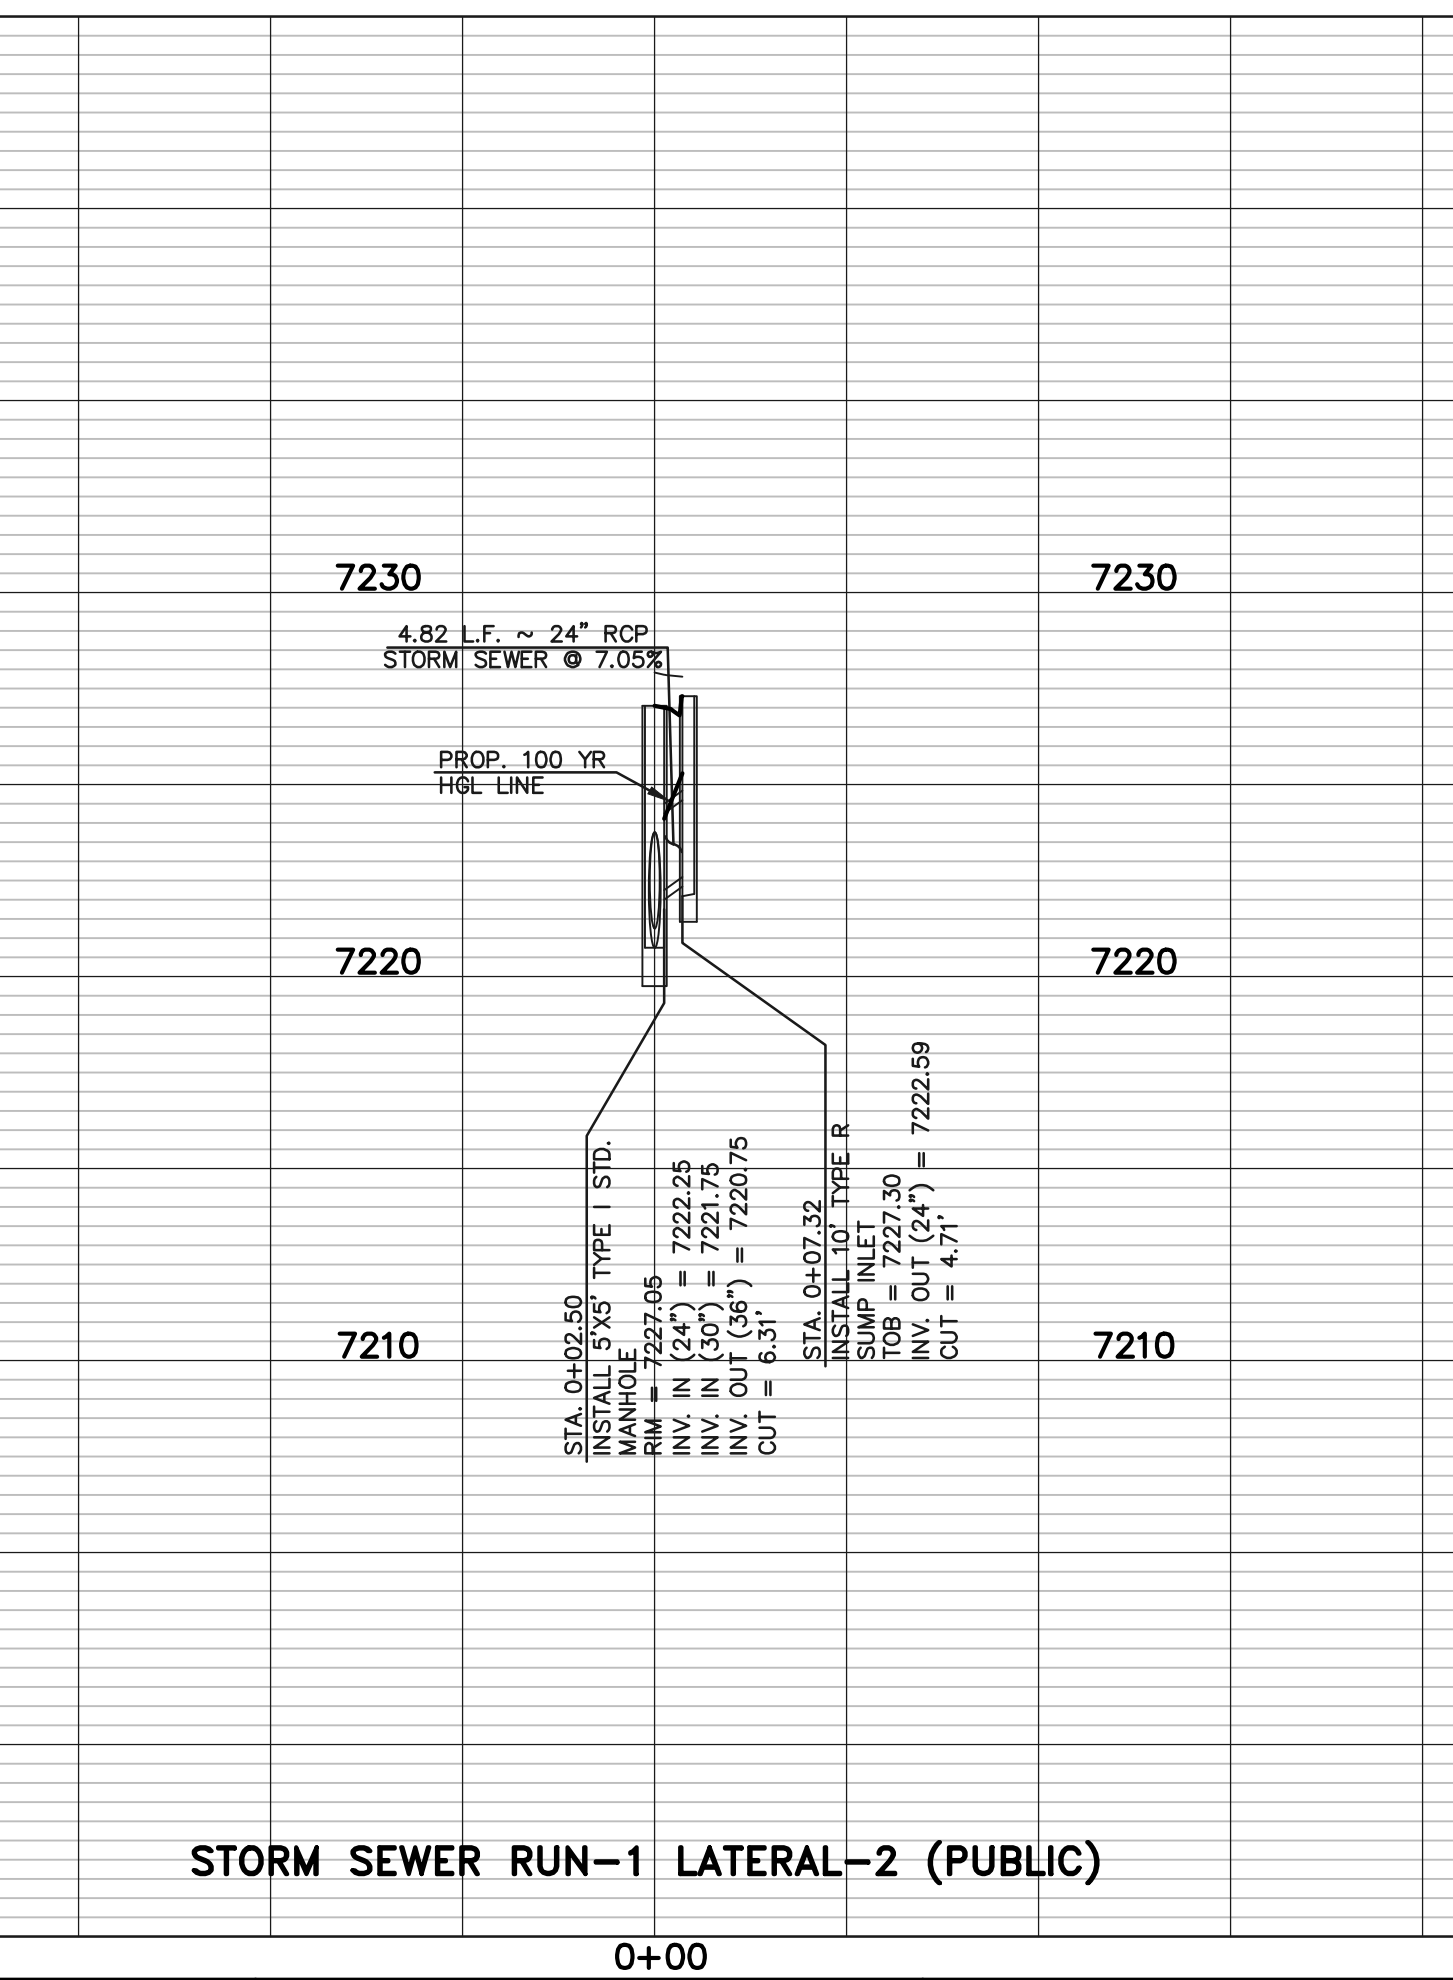 7230
7230
4.82 L.F. ~ 24" RCP
STORM SEWER @ 7.05%
PROP. 100 YR
HGL LINE
7220
7220
STA. 0+02.50
INSTALL 5'X5' TYPE I STD.
MANHOLE
RIM = 7227.05
INV. IN (24") = 7222.25
INV. IN (30") = 7221.75
INV. OUT (36") = 7220.75
CUT = 6.31'
STA. 0+07.32
INSTALL 10' TYPE R
SUMP INLET
TOB = 7227.30
INV. OUT (24") = 7222.59
CUT = 4.71'
7210
7210
STORM SEWER RUN-1 LATERAL-2 (PUBLIC)
0+00